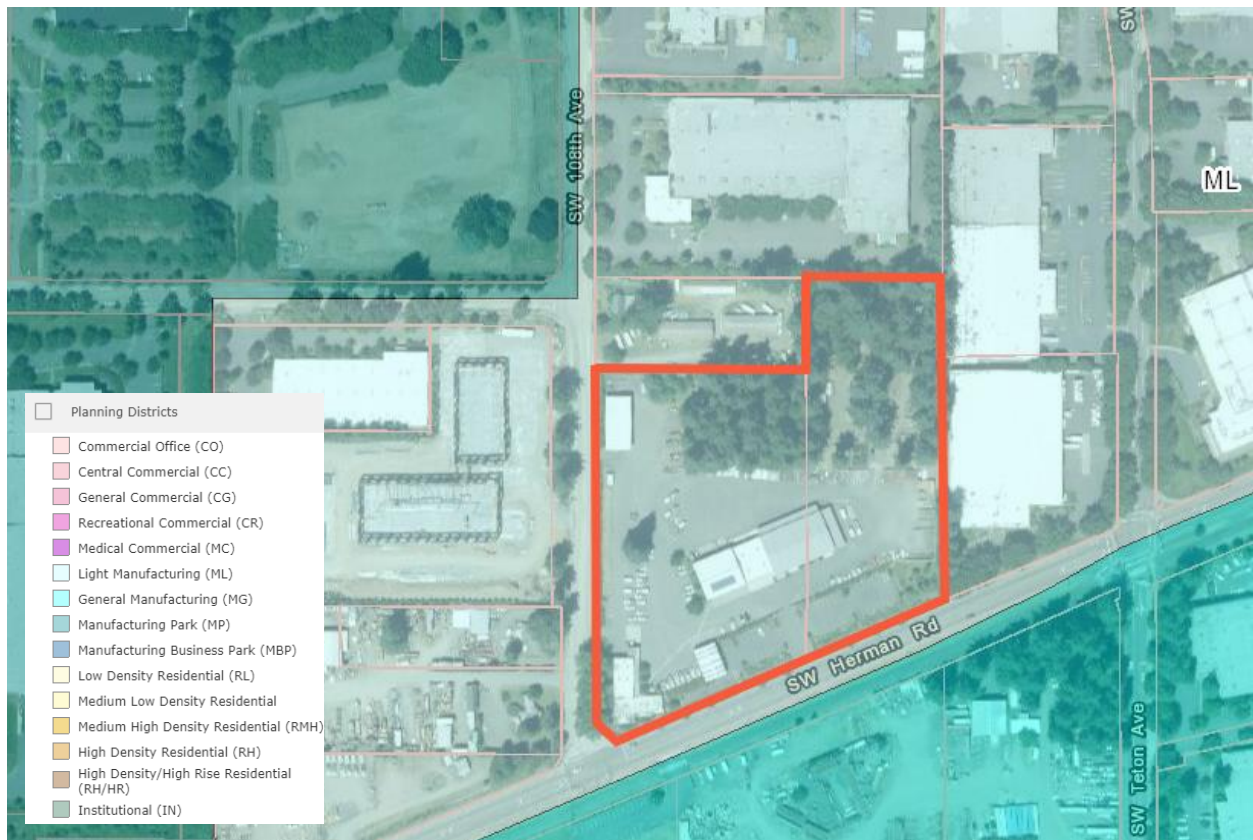 SW
SW 108th Ave
ML
Planning Districts
Commercial Office (CO)
Central Commercial (CC)
General Commercial (CG)
Recreational Commercial (CR)
Medical Commercial (MC)
Light Manufacturing (ML)
General Manufacturing (MG)
Manufacturing Park (MP)
Manufacturing Business Park (MBP)
Low Density Residential (RL)
Medium Low Density Residential
Medium High Density Residential (RMH)
High Density Residential (RH)
High Density/High Rise Residential
(RH/HR)
Institutional (IN)
SW Herman Rd
SW Teton Ave